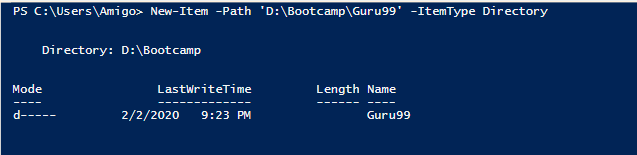 PS C:\Users\Amigo> New-Item -Path 'D:\Bootcamp\Guru99' -ItemType Directory
Directory: D:\Bootcamp
Mode                LastWriteTime         Length Name
----                -------------         ------ ----
d-----         2/2/2020   9:23 PM                Guru99